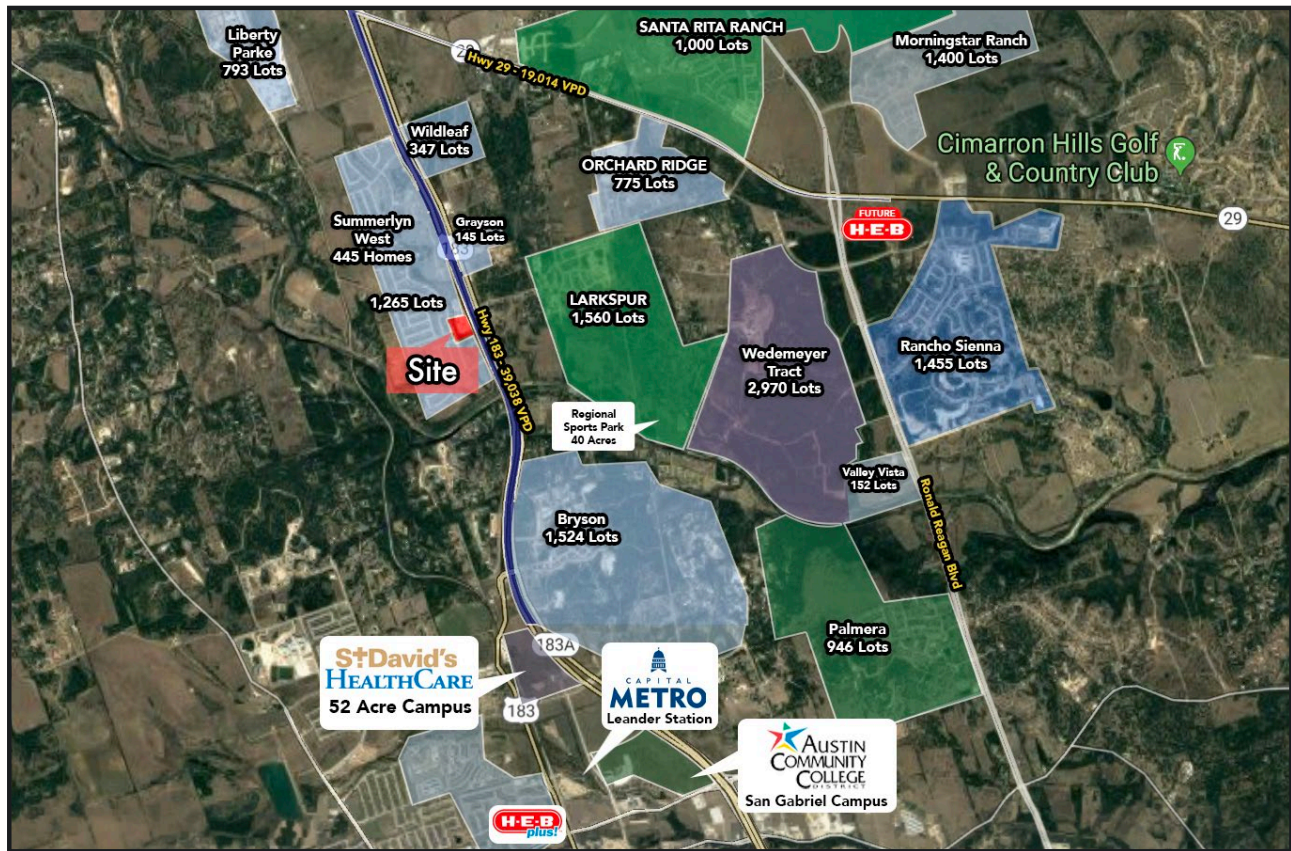 Liberty
Parke
793 Lots
SANTA RITA RANCH
1,000 Lots
Morningstar Ranch
1,400 Lots
Hwy 29 - 19,014 VPD
Wildleaf
347 Lots
ORCHARD RIDGE
775 Lots
Cimarron Hills Golf
& Country Club
FUTURE
H-E-B
29
Summerlyn
West
445 Homes
Grayson
145 Lots
183
1,265 Lots
Site
Hwy 183 - 39,038 VPD
LARKSPUR
1,560 Lots
Wedemeyer
Tract
2,970 Lots
Rancho Sienna
1,455 Lots
Regional
Sports Park
40 Acres
Valley Vista
152 Lots
Ronald Reagan Blvd
Bryson
1,524 Lots
Palmera
946 Lots
183A
St David's
HEALTHCARE
52 Acre Campus
183
CAPITAL
METRO
Leander Station
AUSTIN
COMMUNITY
COLLEGE
DISTRICT
San Gabriel Campus
H-E-B
plus!